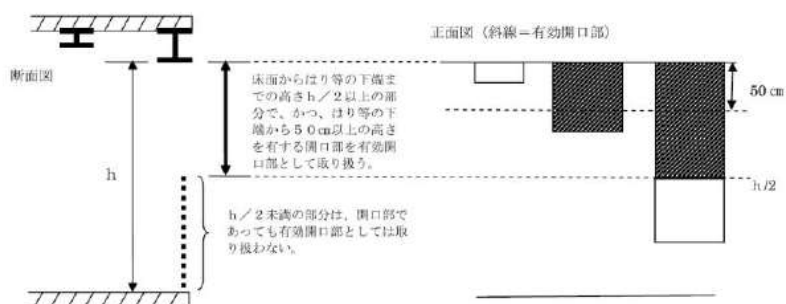 正面図（斜線＝有効開口部）
断面図
床面からはり等の下端ま
での高さｈ／２以上の部
分で、かつ、はり等の下
端から５０㎝以上の高さ
を有する開口部を有効開
口部として取り扱う。
50 cm
h
h/2
ｈ／２未満の部分は、開口部で
あっても有効開口部としては取
り扱わない。